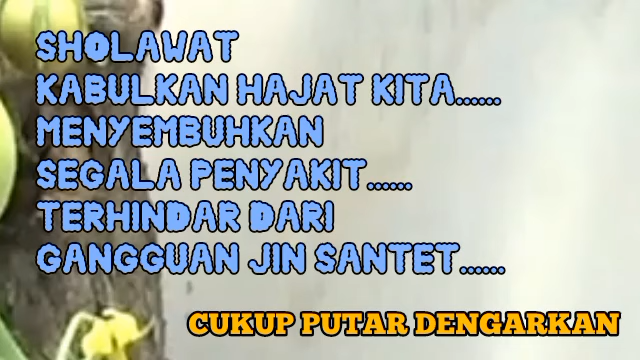 SHOLAWAT
KABULKAN HAJAT KITA......
MENYEMBUHKAN
SEGALA PENYAKIT......
TERHINDAR DARI
GANGGUAN JIN SANTET......
CUKUP PUTAR DENGARKAN